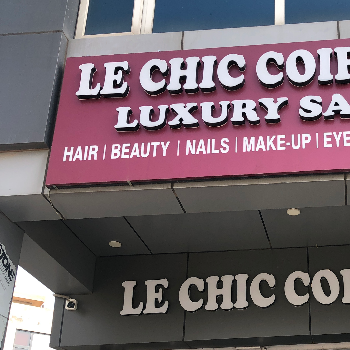 LE CHIC COIF
LUXURY SA
HAIR | BEAUTY | NAILS | MAKE-UP | EYE
LE CHIC COI